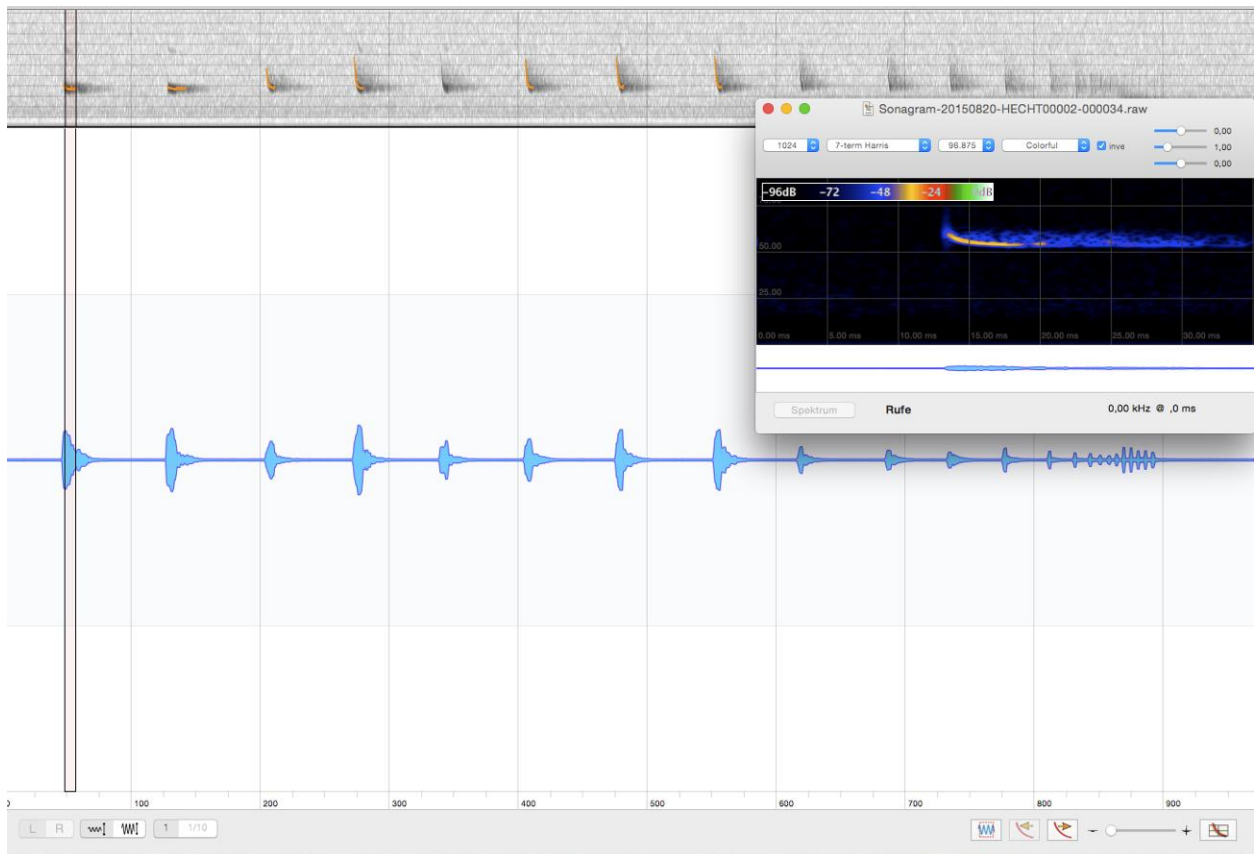 Sonagram-20150820-HECHT00002-000034.raw
0,00
1024 7-term Harris 96.875 Colorful inve 1,00
0,00
-96dB -72 -48 -24 dB
50.00
25.00
0.00 ms 5.00 ms 10.00 ms 15.00 ms 20.00 ms 25.00 ms 30.00 ms
Spektrum Rufe 0,00 kHz @ ,0 ms
100 200 300 400 500 600 700 800 900
L R 1 1/10